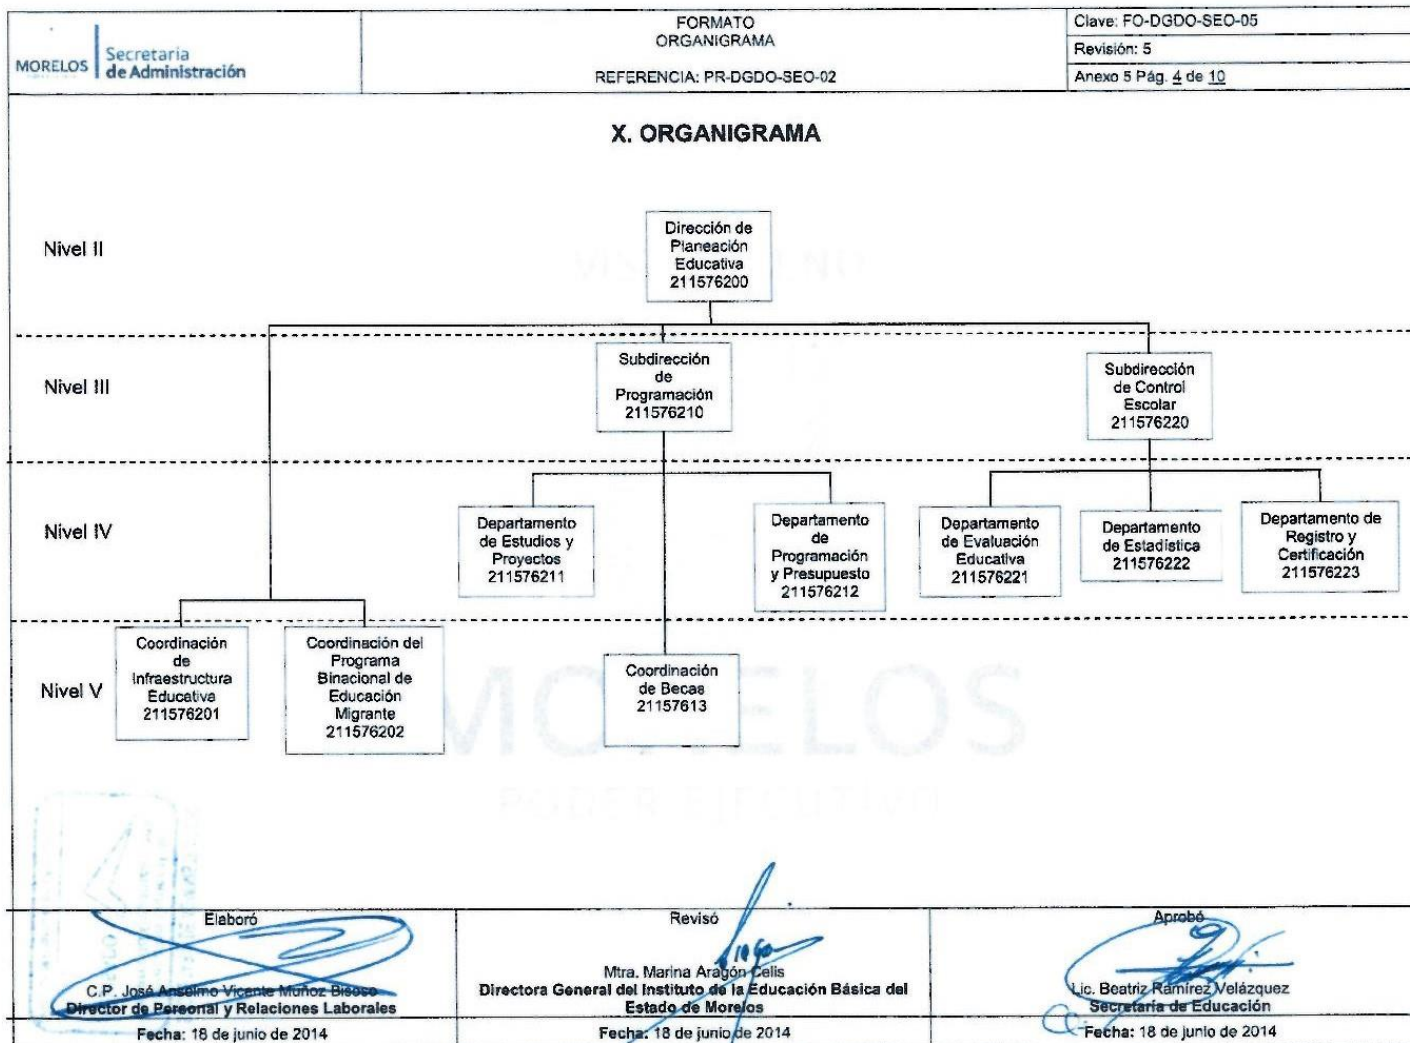 MORELOS
Secretaría
de Administración
FORMATO
ORGANIGRAMA
REFERENCIA: PR-DGDO-SEO-02
Clave: FO-DGDO-SEO-05
Revisión: 5
Anexo 5 Pág. 4 de 10
X. ORGANIGRAMA
Nivel II
Dirección de
Planeación
Educativa
211576200
Nivel III
Subdirección
de
Programación
211576210
Subdirección
de Control
Escolar
211576220
Nivel IV
Departamento
de Estudios y
Proyectos
211576211
Departamento
de
Programación
y Presupuesto
211576212
Departamento
de Evaluación
Educativa
211576221
Departamento
de Estadística
211576222
Departamento de
Registro y
Certificación
211576223
Nivel V
Coordinación
de
Infraestructura
Educativa
211576201
Coordinación del
Programa
Binacional de
Educación
Migrante
211576202
Coordinación
de Becas
21157613
MORELOS
PODER EJECUTIVO
Elaboró
C.P. José Anselmo Vicente Muñoz Bisoso
Director de Personal y Relaciones Laborales
Fecha: 18 de junio de 2014
Revisó
Mtra. Marina Aragón Celis
Directora General del Instituto de la Educación Básica del
Estado de Morelos
Fecha: 18 de junio de 2014
Aprobó
Lic. Beatriz Ramírez Velázquez
Secretaria de Educación
Fecha: 18 de junio de 2014